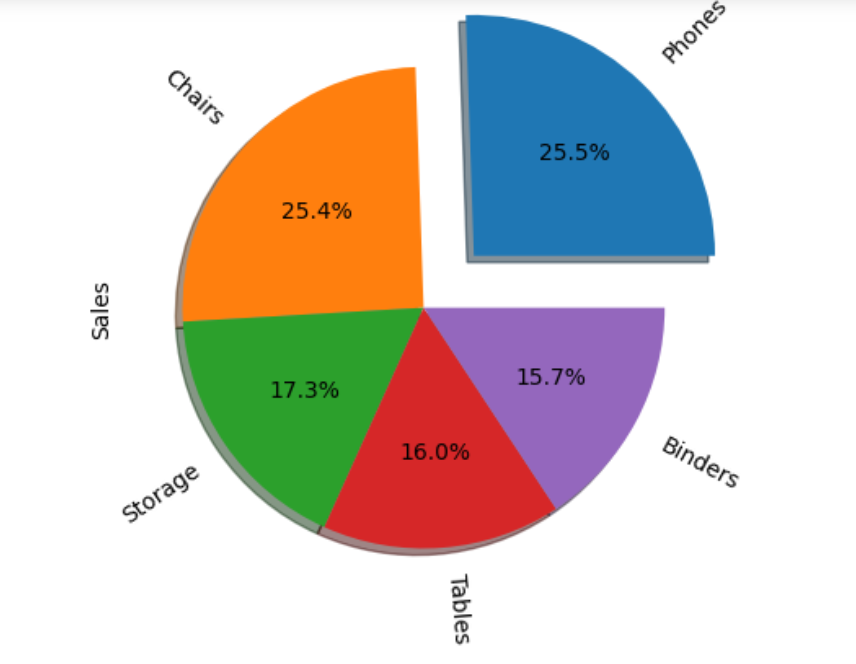 Phones
Chairs
25.5%
25.4%
Sales
15.7%
17.3%
16.0%
Binders
Storage
Tables